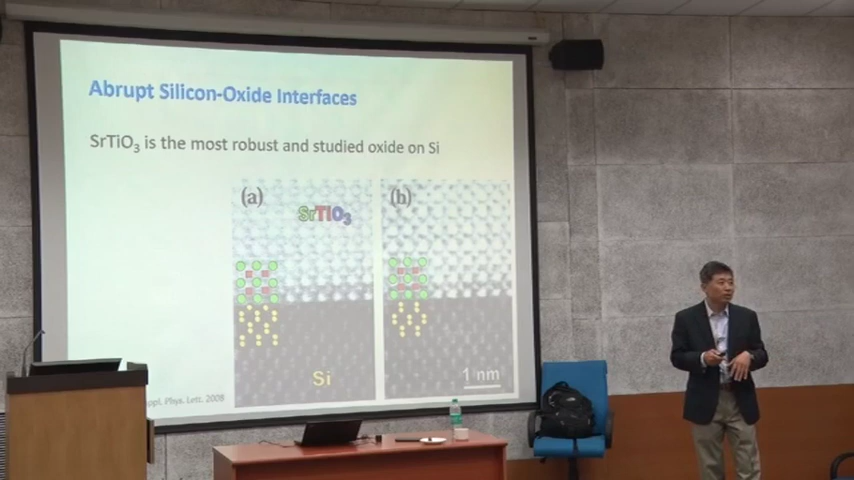 Abrupt Silicon-Oxide Interfaces
SrTiO₃ is the most robust and studied oxide on Si
(a)
SrTiO₃
(b)
Si
1 nm
Phys. Lett. 2008